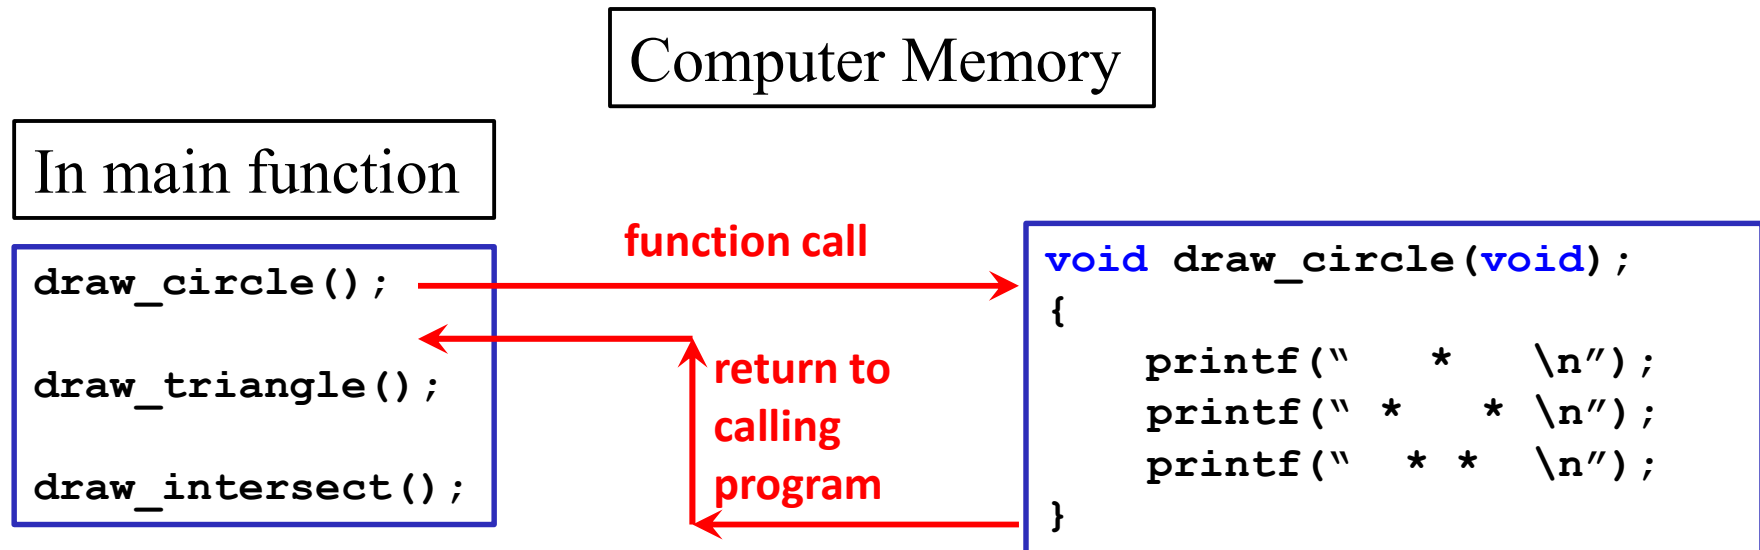 Computer Memory
In main function
draw_circle();
draw_triangle();
draw_intersect();
function call
return to
calling
program
void draw_circle(void);
{
    printf(‟   *   \n″);
    printf(‟ *   * \n″);
    printf(‟  * *  \n″);
}